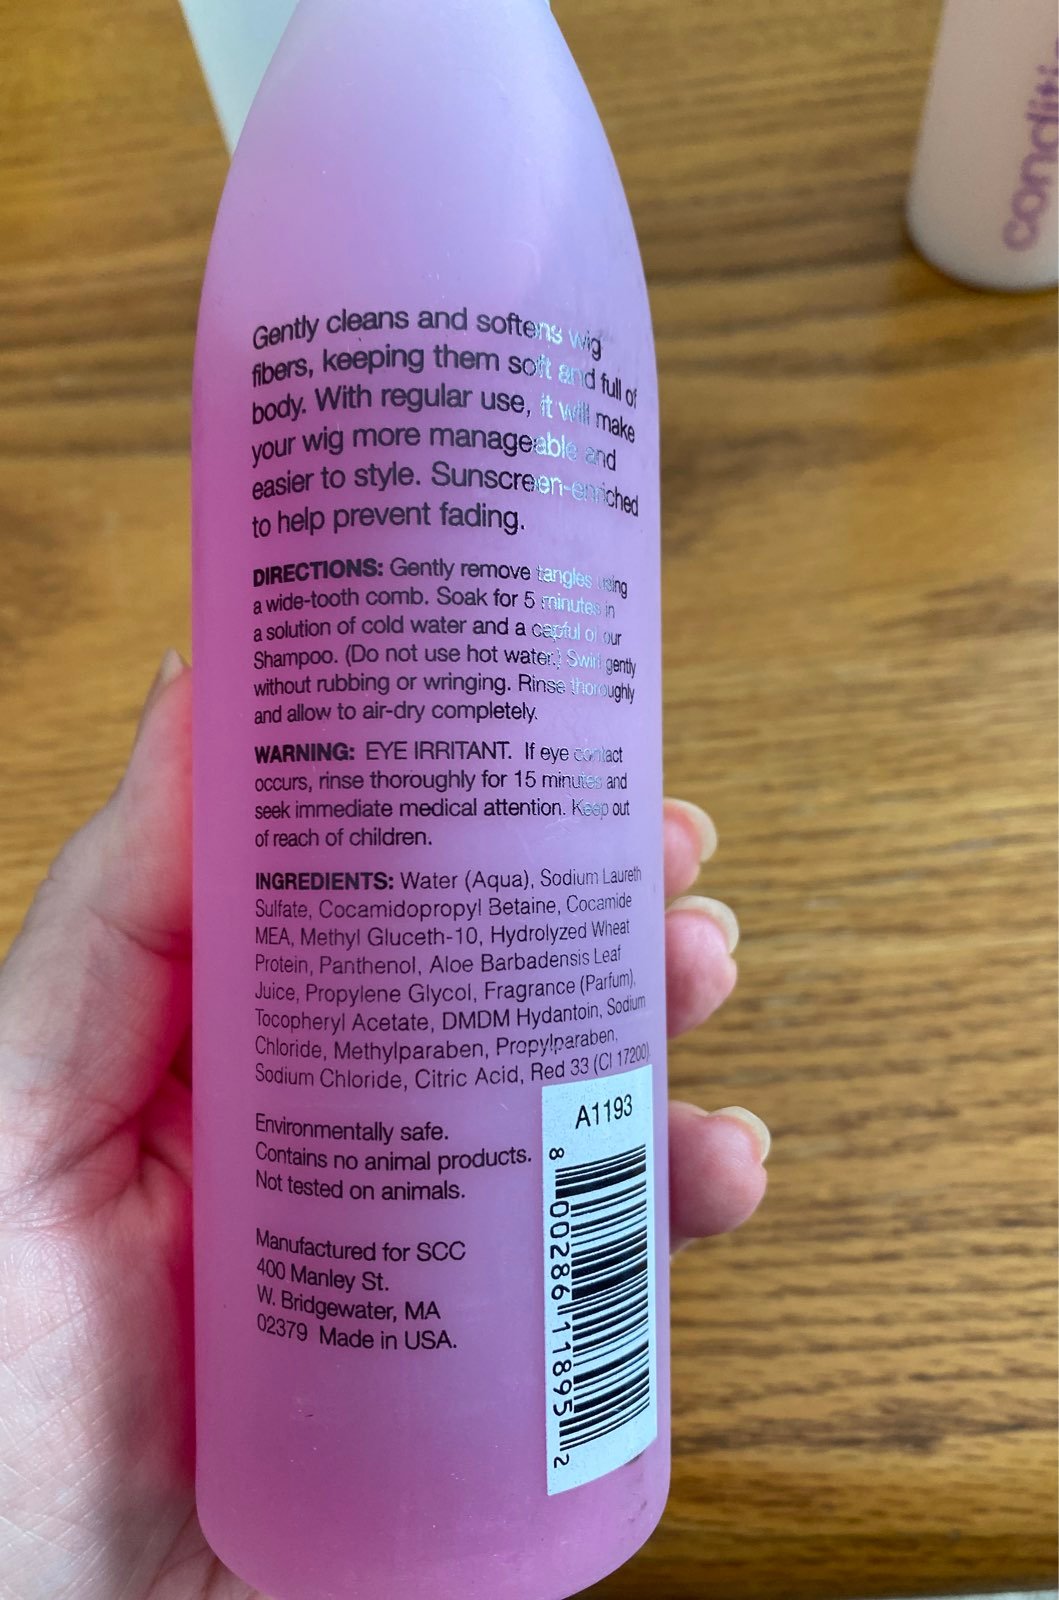 Gently cleans and softens wig
fibers, keeping them soft and full of
body. With regular use, it will make
your wig more manageable and
easier to style. Sunscreen-enriched
to help prevent fading.
DIRECTIONS: Gently remove tangles using
a wide-tooth comb. Soak for 5 minutes in
a solution of cold water and a capful of our
Shampoo. (Do not use hot water.) Swirl gently
without rubbing or wringing. Rinse thoroughly
and allow to air-dry completely.
WARNING: EYE IRRITANT. If eye contact
occurs, rinse thoroughly for 15 minutes and
seek immediate medical attention. Keep out
of reach of children.
INGREDIENTS: Water (Aqua), Sodium Laureth
Sulfate, Cocamidopropyl Betaine, Cocamide
MEA, Methyl Gluceth-10, Hydrolyzed Wheat
Protein, Panthenol, Aloe Barbadensis Leaf
Juice, Propylene Glycol, Fragrance (Parfum),
Tocopheryl Acetate, DMDM Hydantoin, Sodium
Chloride, Methylparaben, Propylparaben,
Sodium Chloride, Citric Acid, Red 33 (CI 17200).
Environmentally safe.
Contains no animal products.
Not tested on animals.
Manufactured for SCC
400 Manley St.
W. Bridgewater, MA
02379 Made in USA.
A1193
8 00286 11895 2
conditi